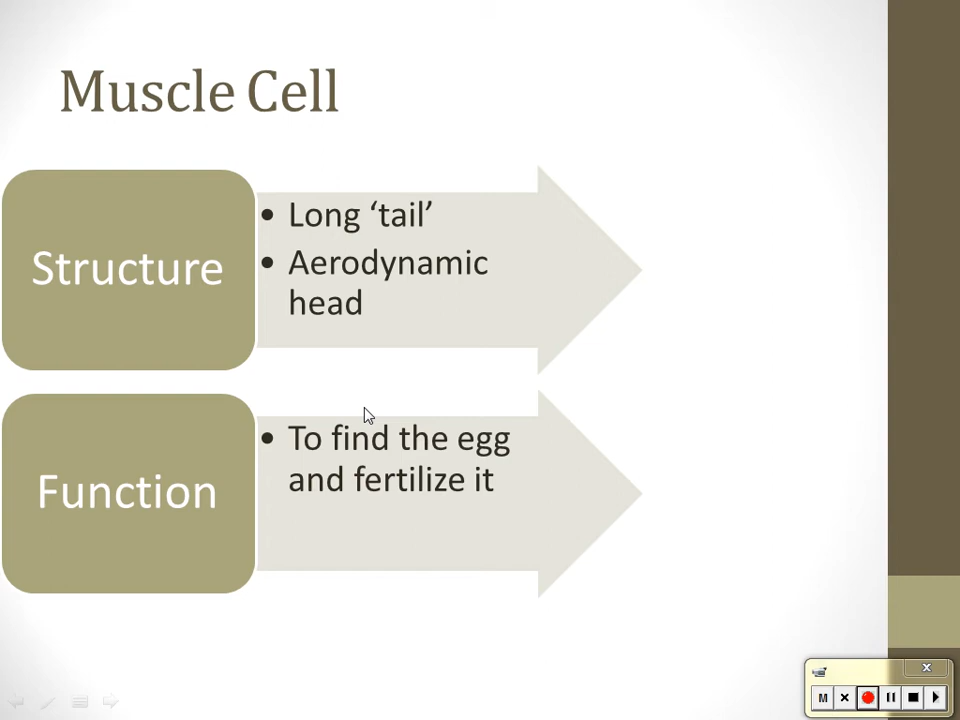 Muscle Cell
Structure
• Long ‘tail’
• Aerodynamic
head
Function
• To find the egg
and fertilize it
M